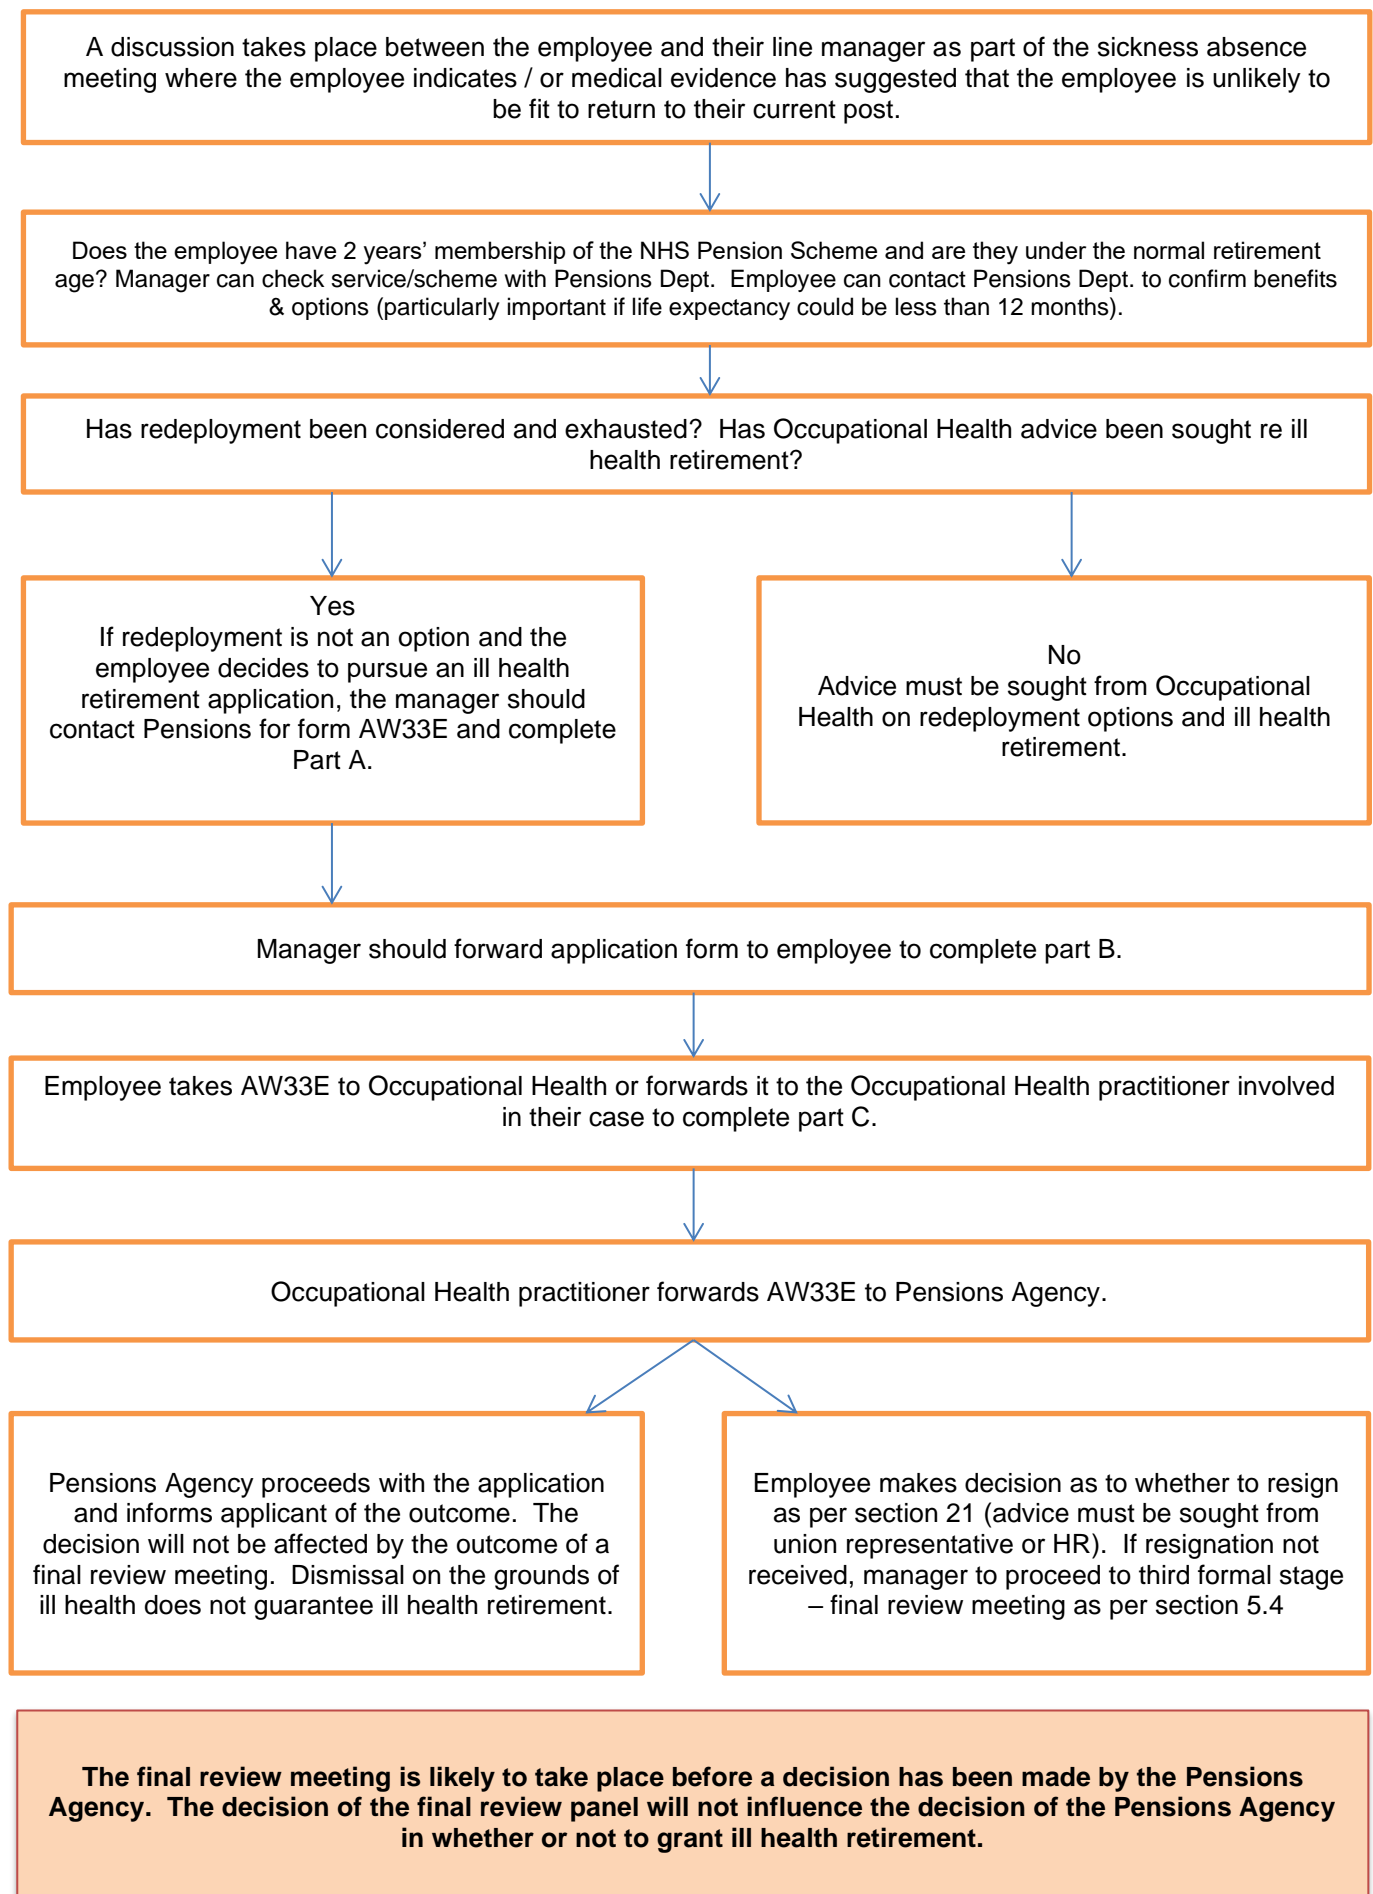 A discussion takes place between the employee and their line manager as part of the sickness absence
meeting where the employee indicates / or medical evidence has suggested that the employee is unlikely to
be fit to return to their current post.
Does the employee have 2 years’ membership of the NHS Pension Scheme and are they under the normal retirement
age? Manager can check service/scheme with Pensions Dept.  Employee can contact Pensions Dept. to confirm benefits
& options (particularly important if life expectancy could be less than 12 months).
Has redeployment been considered and exhausted?  Has Occupational Health advice been sought re ill
health retirement?
Yes
If redeployment is not an option and the
employee decides to pursue an ill health
retirement application, the manager should
contact Pensions for form AW33E and complete
Part A.
No
Advice must be sought from Occupational
Health on redeployment options and ill health
retirement.
Manager should forward application form to employee to complete part B.
Employee takes AW33E to Occupational Health or forwards it to the Occupational Health practitioner involved
in their case to complete part C.
Occupational Health practitioner forwards AW33E to Pensions Agency.
Pensions Agency proceeds with the application
and informs applicant of the outcome.  The
decision will not be affected by the outcome of a
final review meeting.  Dismissal on the grounds of
ill health does not guarantee ill health retirement.
Employee makes decision as to whether to resign
as per section 21 (advice must be sought from
union representative or HR).  If resignation not
received, manager to proceed to third formal stage
– final review meeting as per section 5.4
The final review meeting is likely to take place before a decision has been made by the Pensions
Agency.  The decision of the final review panel will not influence the decision of the Pensions Agency
in whether or not to grant ill health retirement.